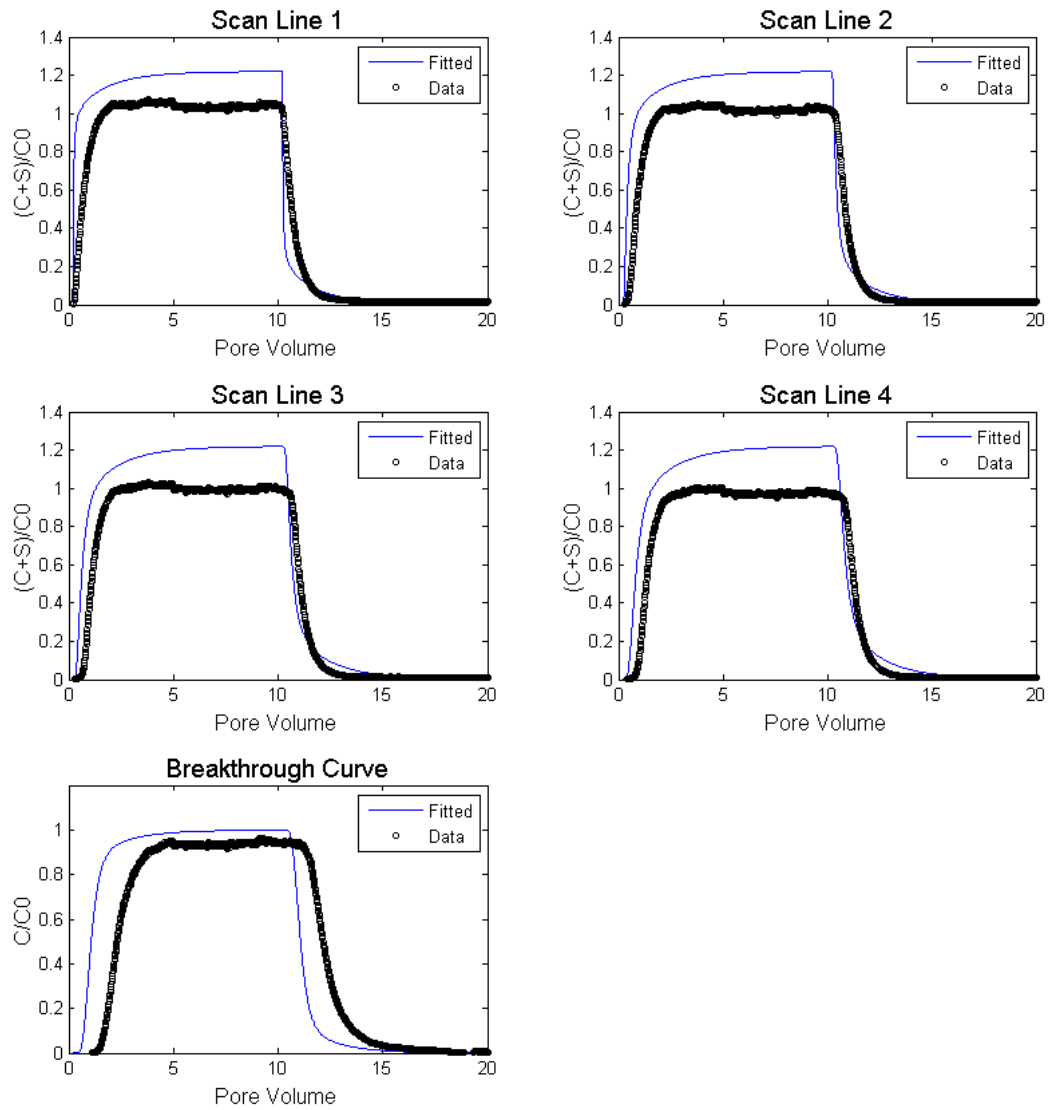 Scan Line 1
1.4
1.2
1
0.8
0.6
0.4
0.2
0
(C+S)/C0
Fitted
Data
0 5 10 15 20
Pore Volume
Scan Line 2
1.4
1.2
1
0.8
0.6
0.4
0.2
0
(C+S)/C0
Fitted
Data
0 5 10 15 20
Pore Volume
Scan Line 3
1.4
1.2
1
0.8
0.6
0.4
0.2
0
(C+S)/C0
Fitted
Data
0 5 10 15 20
Pore Volume
Scan Line 4
1.4
1.2
1
0.8
0.6
0.4
0.2
0
(C+S)/C0
Fitted
Data
0 5 10 15 20
Pore Volume
Breakthrough Curve
1
0.8
0.6
0.4
0.2
0
C/C0
Fitted
Data
0 5 10 15 20
Pore Volume